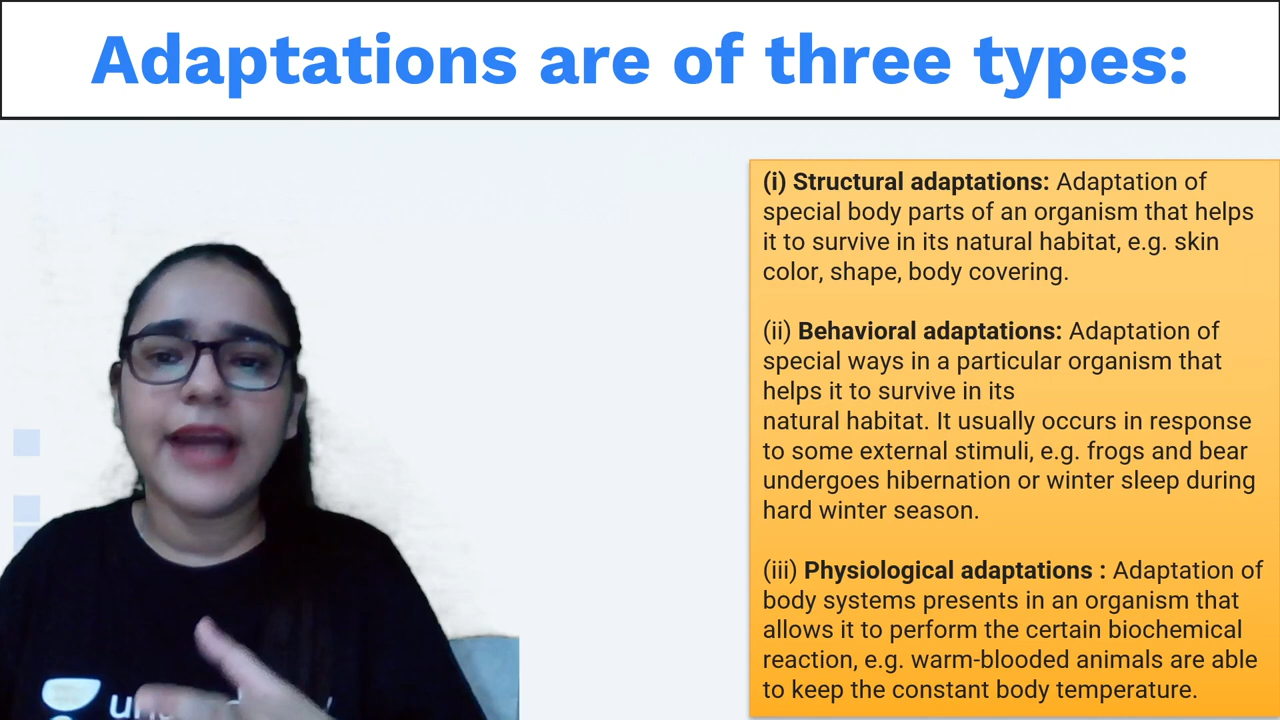 Adaptations are of three types:
(i) Structural adaptations: Adaptation of
special body parts of an organism that helps
it to survive in its natural habitat, e.g. skin
color, shape, body covering.
(ii) Behavioral adaptations: Adaptation of
special ways in a particular organism that
helps it to survive in its
natural habitat. It usually occurs in response
to some external stimuli, e.g. frogs and bear
undergoes hibernation or winter sleep during
hard winter season.
(iii) Physiological adaptations : Adaptation of
body systems presents in an organism that
allows it to perform the certain biochemical
reaction, e.g. warm-blooded animals are able
to keep the constant body temperature.